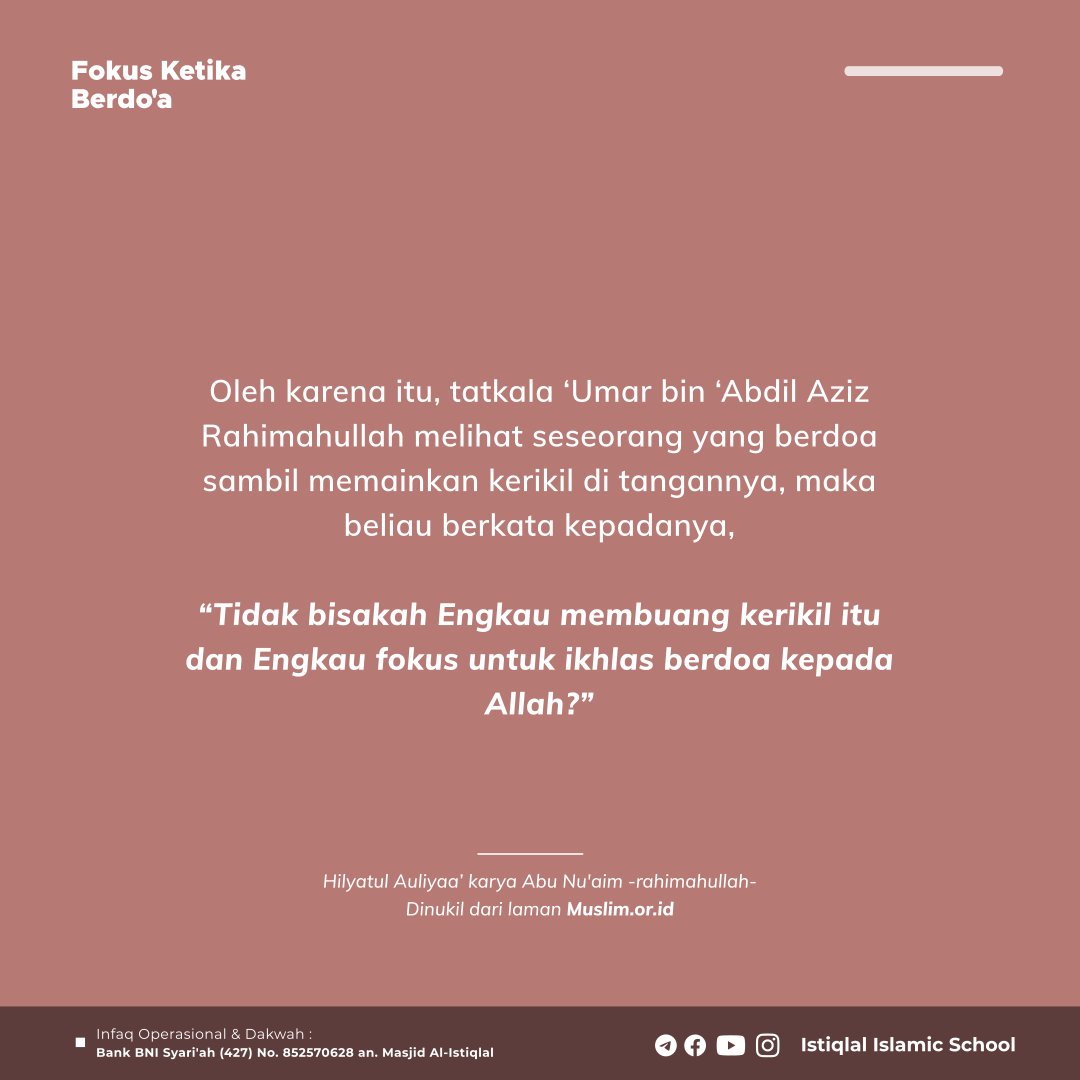 Fokus Ketika
Berdo'a
Oleh karena itu, tatkala ‘Umar bin ‘Abdil Aziz
Rahimahullah melihat seseorang yang berdoa
sambil memainkan kerikil di tangannya, maka
beliau berkata kepadanya,
“Tidak bisakah Engkau membuang kerikil itu
dan Engkau fokus untuk ikhlas berdoa kepada
Allah?”
Hilyatul Auliyaa’ karya Abu Nu'aim -rahimahullah-
Dinukil dari laman Muslim.or.id
Infaq Operasional & Dakwah :
Bank BNI Syari'ah (427) No. 852570628 an. Masjid Al-Istiqlal
Istiqlal Islamic School